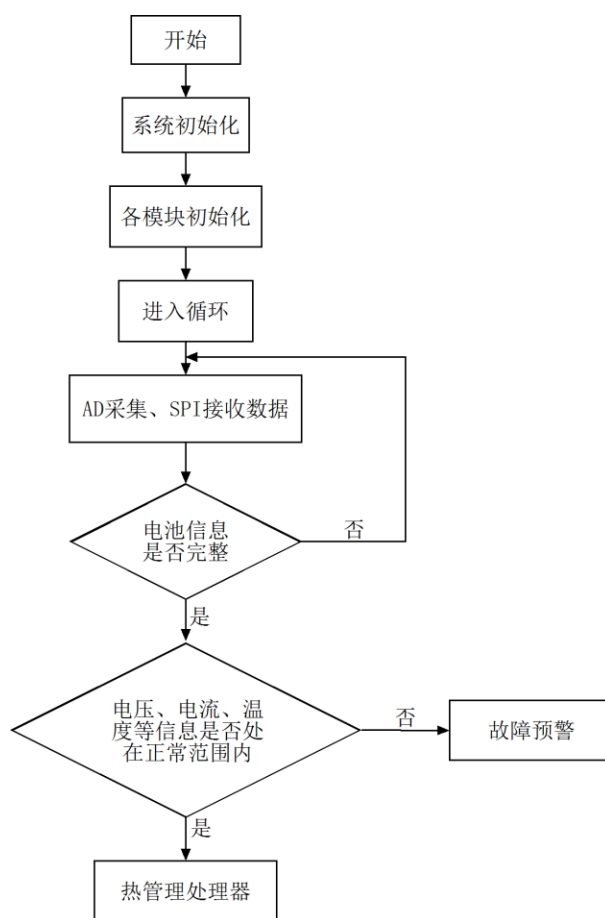 开始
系统初始化
各模块初始化
进入循环
AD采集、SPI接收数据
电池信息
是否完整
否
是
电压、电流、温
度等信息是否处
在正常范围内
否
故障预警
是
热管理处理器